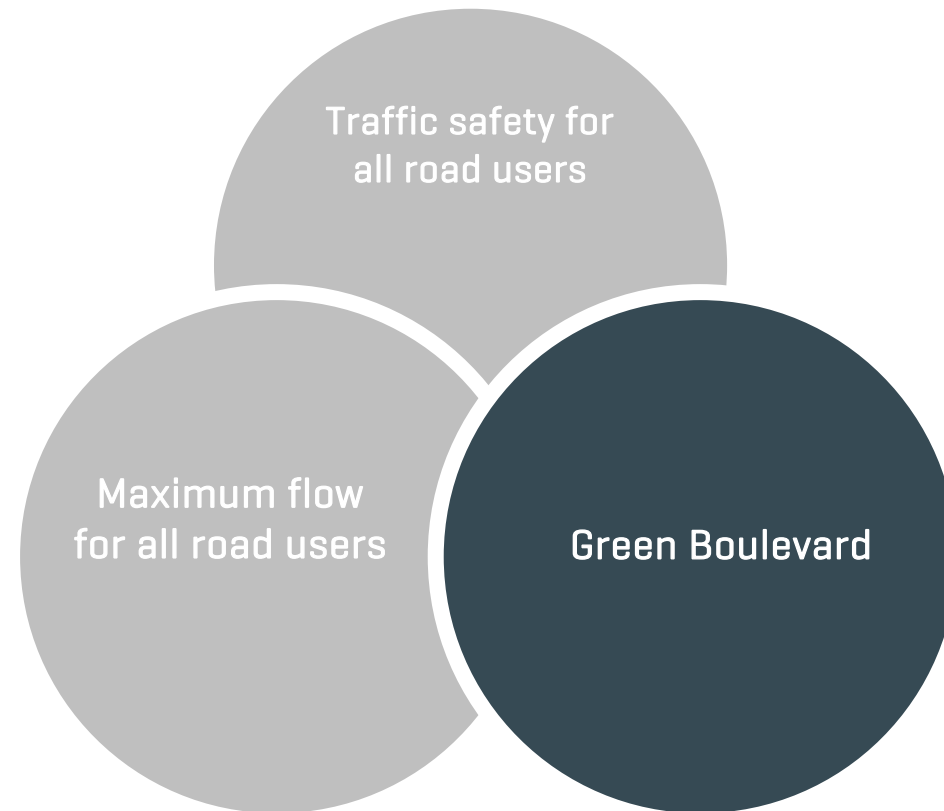 Traffic safety for
all road users
Maximum flow
for all road users
Green Boulevard